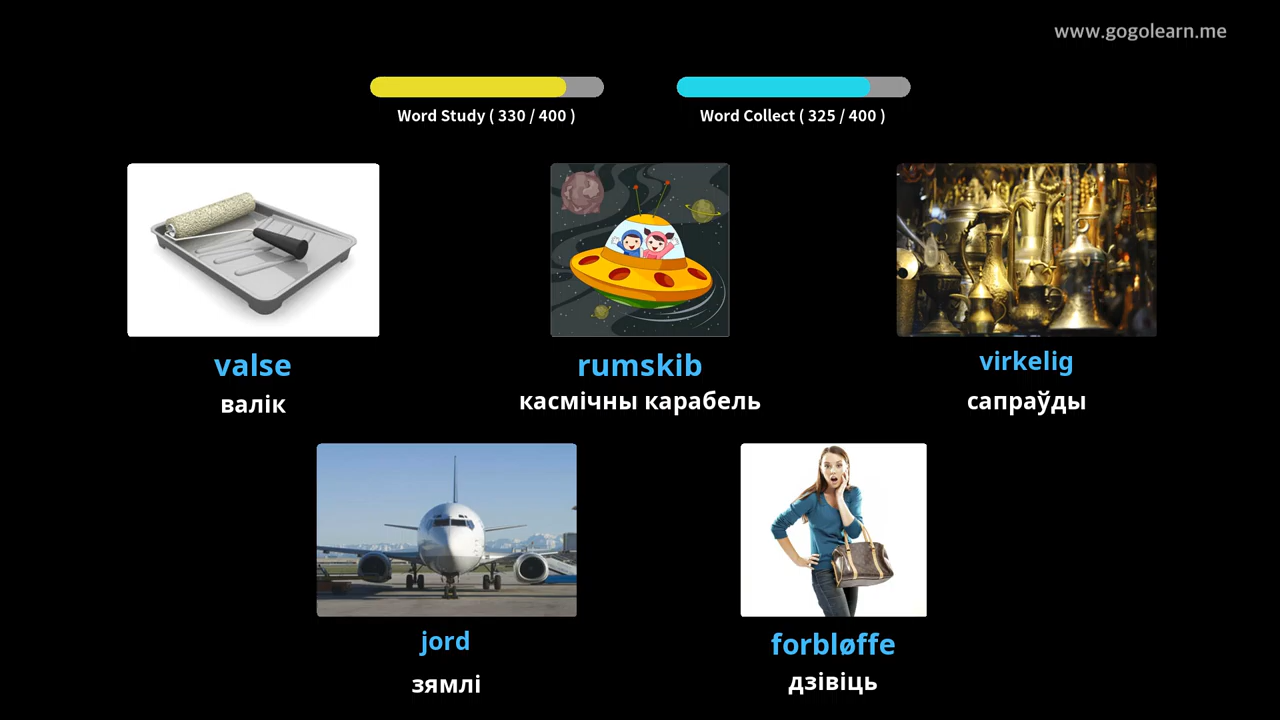 www.gogolearn.me
Word Study ( 330 / 400 )
Word Collect ( 325 / 400 )
valse
rumskib
virkelig
валік
касмічны карабель
сапраўды
jord
forbløffe
зямлі
дзівіць